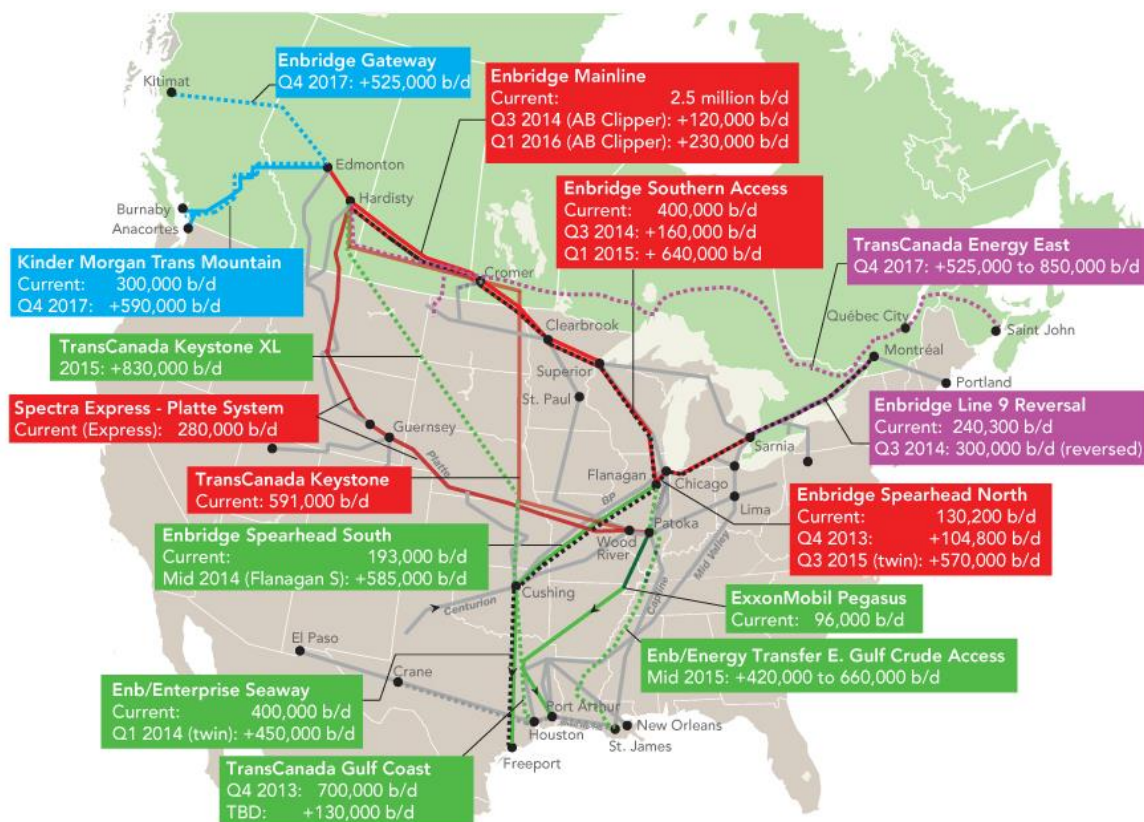 Enbridge Gateway
Q4 2017: +525,000 b/d
Kitimat
Enbridge Mainline
Current: 2.5 million b/d
Q3 2014 (AB Clipper): +120,000 b/d
Q1 2016 (AB Clipper): +230,000 b/d
Edmonton
Hardisty
Burnaby
Anacortes
Enbridge Southern Access
Current: 400,000 b/d
Q3 2014: +160,000 b/d
Q1 2015: + 640,000 b/d
TransCanada Energy East
Q4 2017: +525,000 to 850,000 b/d
Kinder Morgan Trans Mountain
Current: 300,000 b/d
Q4 2017: +590,000 b/d
Cromer
Québec City
Saint John
Clearbrook
Montréal
TransCanada Keystone XL
2015: +830,000 b/d
Superior
Portland
St. Paul
Spectra Express - Platte System
Current (Express): 280,000 b/d
Enbridge Line 9 Reversal
Current: 240,300 b/d
Q3 2014: 300,000 b/d (reversed)
Guernsey
Sarnia
Platte
Flanagan
Chicago
TransCanada Keystone
Current: 591,000 b/d
BP
Lima
Enbridge Spearhead North
Current: 130,200 b/d
Q4 2013: +104,800 b/d
Q3 2015 (twin): +570,000 b/d
Patoka
Wood
River
Mid Valley
Enbridge Spearhead South
Current: 193,000 b/d
Mid 2014 (Flanagan S): +585,000 b/d
Cushing
Centurion
Capline
ExxonMobil Pegasus
Current: 96,000 b/d
El Paso
Crane
Enb/Energy Transfer E. Gulf Crude Access
Mid 2015: +420,000 to 660,000 b/d
Enb/Enterprise Seaway
Current: 400,000 b/d
Q1 2014 (twin): +450,000 b/d
Port Arthur
Houston
New Orleans
St. James
Freeport
TransCanada Gulf Coast
Q4 2013: 700,000 b/d
TBD: +130,000 b/d